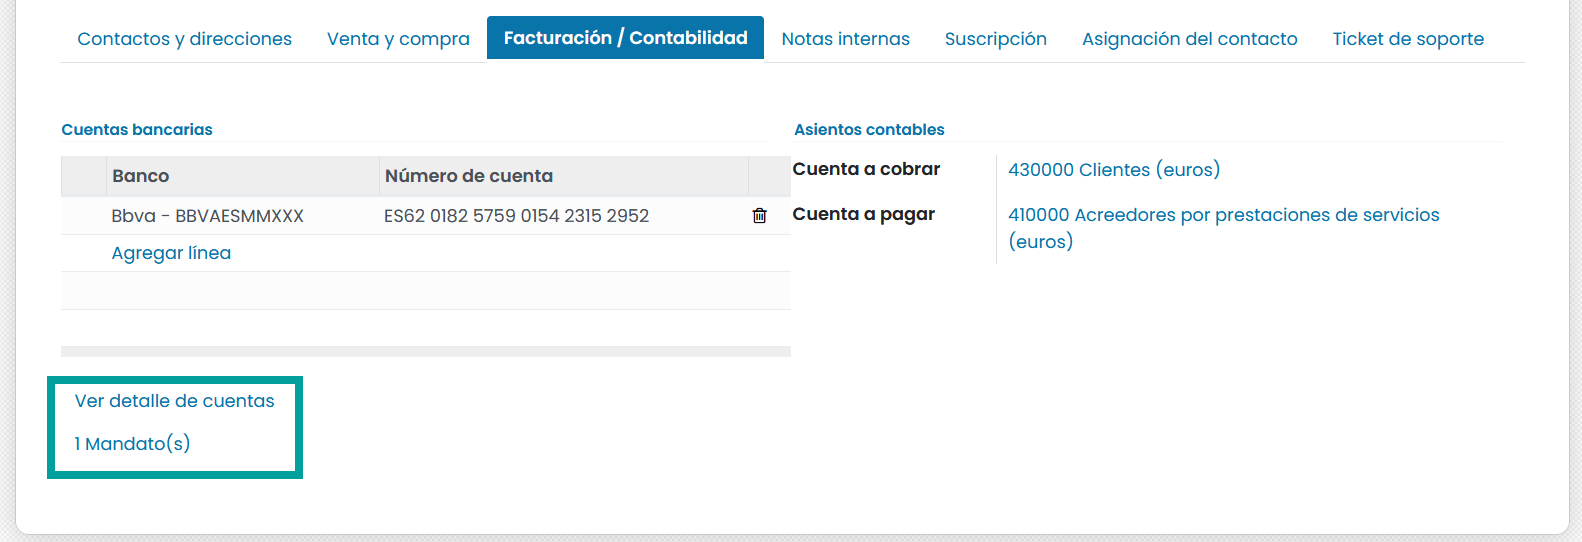 Contactos y direcciones Venta y compra Facturación / Contabilidad Notas internas Suscripción Asignación del contacto Ticket de soporte
Cuentas bancarias
Banco Número de cuenta
Bbva - BBVAESMMXXX ES62 0182 5759 0154 2315 2952
Agregar línea
Ver detalle de cuentas
1 Mandato(s)
Asientos contables
Cuenta a cobrar 430000 Clientes (euros)
Cuenta a pagar 410000 Acreedores por prestaciones de servicios
(euros)